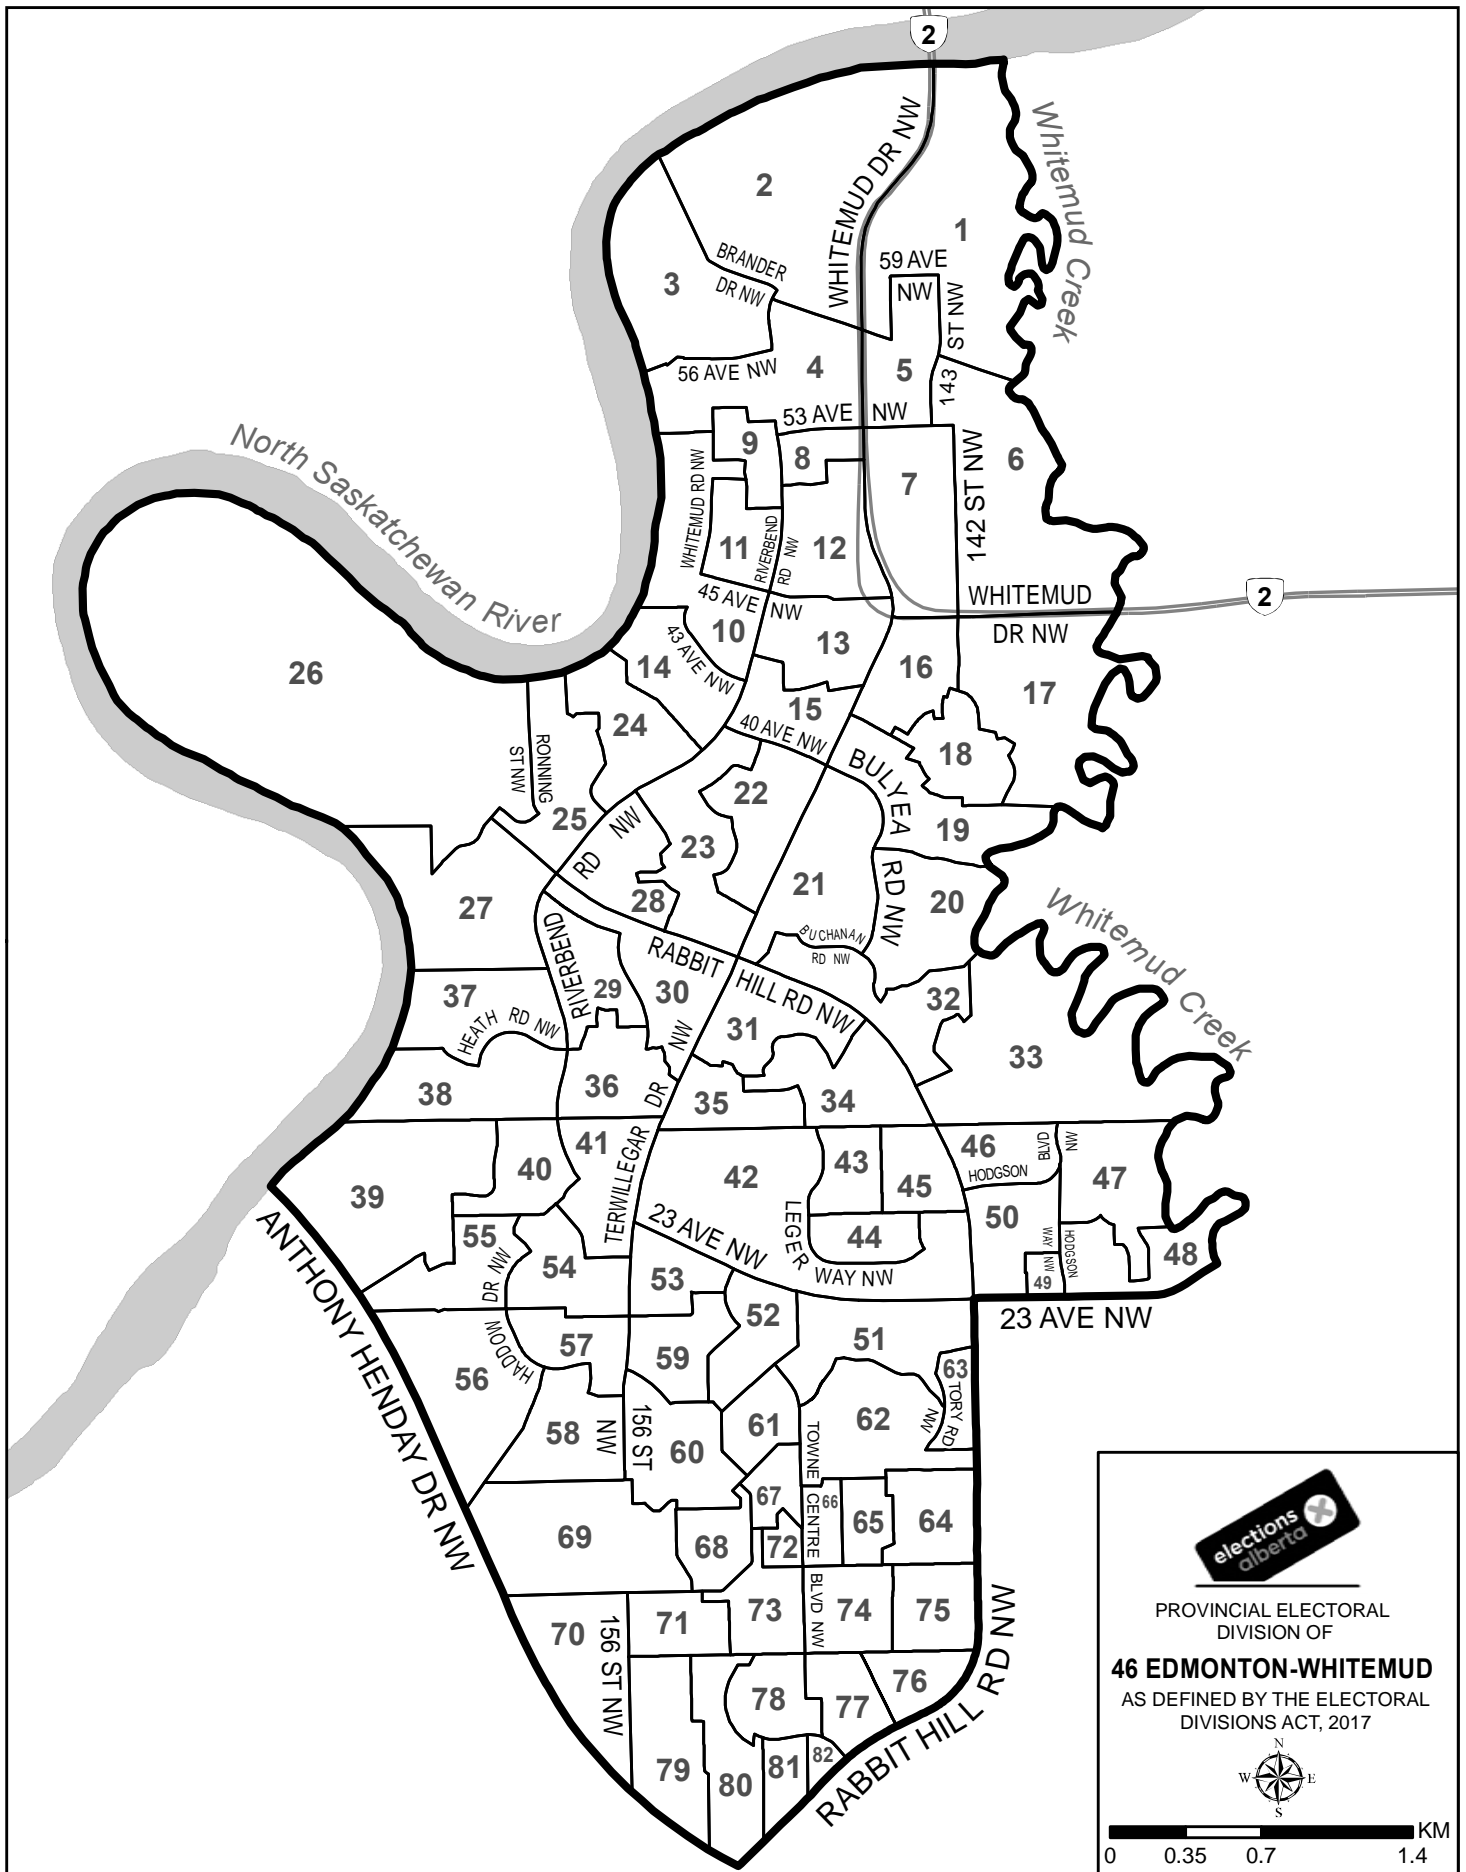 2
WHITEMUD DR NW
Whitemud Creek
2
1
BRANDER
DR NW
59 AVE
NW
ST NW
143
3
56 AVE NW
4
5
53 AVE
NW
9
8
6
7
142 ST NW
North Saskatchewan River
WHITEMUD RD NW
11
RIVERBEND
RD NW
12
WHITEMUD
DR NW
2
45 AVE
NW
10
13
43 AVE NW
14
16
17
26
15
40 AVE NW
24
18
BULYEA
RD NW
RONNING
ST NW
22
25
19
RD NW
23
21
20
28
27
Whitemud Creek
BUCHANAN
RD NW
RIVERBEND
RABBIT HILL RD NW
37
29
30
32
HEATH RD NW
31
NW
33
36
DR
38
35
34
41
TERWILLEGAR
46
BLVD
NW
40
43
HODGSON
39
42
45
47
LEGER
WAY NW
23 AVE NW
50
55
44
WAY NW
HODGSON
48
DR NW
54
53
49
ANTHONY HENDAY DR NW
52
23 AVE NW
HADDOW
57
51
59
63
TORY RD
NW
56
61
62
58
NW
156 ST
60
TOWNE
CENTRE
BLVD NW
67
66
69
65
64
68
72
71
73
74
75
70
156 ST NW
76
78
77
RABBIT HILL RD NW
79
80
81
82
elections
alberta
PROVINCIAL ELECTORAL
DIVISION OF
46 EDMONTON-WHITEMUD
AS DEFINED BY THE ELECTORAL
DIVISIONS ACT, 2017
N
W
E
S
KM
0 0.35 0.7 1.4